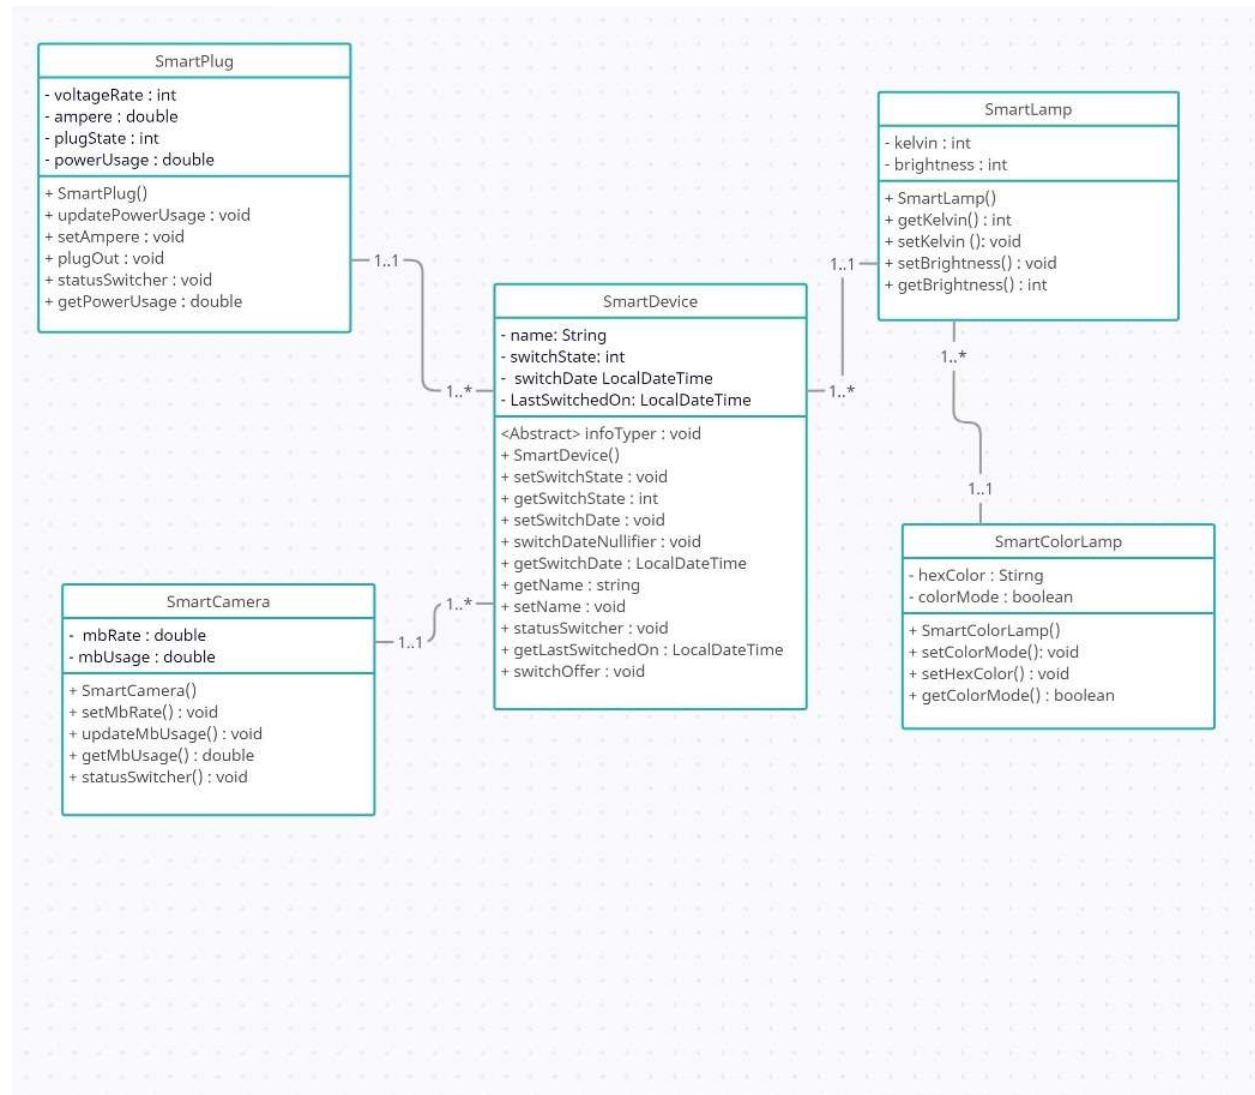 SmartPlug
- voltageRate : int
- ampere : double
- plugState : int
- powerUsage : double
+ SmartPlug()
+ updatePowerUsage : void
+ setAmpere : void
+ plugOut : void
+ statusSwitcher : void
+ getPowerUsage : double
1..1
1..*
SmartLamp
- kelvin : int
- brightness : int
+ SmartLamp()
+ getKelvin() : int
+ setKelvin (): void
+ setBrightness() : void
+ getBrightness() : int
1..1
1..*
SmartDevice
- name: String
- switchState: int
-  switchDate LocalDateTime
- LastSwitchedOn: LocalDateTime
<Abstract> infoTyper : void
+ SmartDevice()
+ setSwitchState : void
+ getSwitchState : int
+ setSwitchDate : void
+ switchDateNullifier : void
+ getSwitchDate : LocalDateTime
+ getName : string
+ setName : void
+ statusSwitcher : void
+ getLastSwitchedOn : LocalDateTime
+ switchOffer : void
1..*
1..1
SmartColorLamp
- hexColor : Stirng
- colorMode : boolean
+ SmartColorLamp()
+ setColorMode(): void
+ setHexColor() : void
+ getColorMode() : boolean
1..*
1..1
SmartCamera
-  mbRate : double
- mbUsage : double
+ SmartCamera()
+ setMbRate() : void
+ updateMbUsage() : void
+ getMbUsage() : double
+ statusSwitcher() : void